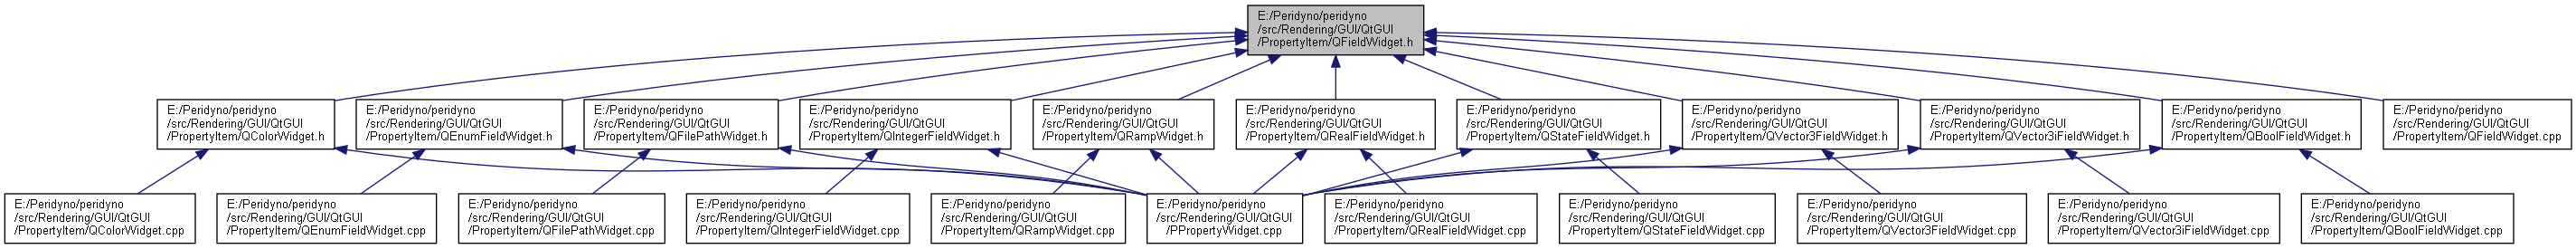 E:/Peridyno/peridyno
/src/Rendering/GUI/QtGUI
/PropertyItem/QFieldWidget.h
E:/Peridyno/peridyno
/src/Rendering/GUI/QtGUI
/PropertyItem/QColorWidget.h
E:/Peridyno/peridyno
/src/Rendering/GUI/QtGUI
/PropertyItem/QEnumFieldWidget.h
E:/Peridyno/peridyno
/src/Rendering/GUI/QtGUI
/PropertyItem/QFilePathWidget.h
E:/Peridyno/peridyno
/src/Rendering/GUI/QtGUI
/PropertyItem/QIntegerFieldWidget.h
E:/Peridyno/peridyno
/src/Rendering/GUI/QtGUI
/PropertyItem/QRampWidget.h
E:/Peridyno/peridyno
/src/Rendering/GUI/QtGUI
/PropertyItem/QRealFieldWidget.h
E:/Peridyno/peridyno
/src/Rendering/GUI/QtGUI
/PropertyItem/QStateFieldWidget.h
E:/Peridyno/peridyno
/src/Rendering/GUI/QtGUI
/PropertyItem/QVector3FieldWidget.h
E:/Peridyno/peridyno
/src/Rendering/GUI/QtGUI
/PropertyItem/QVector3iFieldWidget.h
E:/Peridyno/peridyno
/src/Rendering/GUI/QtGUI
/PropertyItem/QBoolFieldWidget.h
E:/Peridyno/peridyno
/src/Rendering/GUI/QtGUI
/PropertyItem/QFieldWidget.cpp
E:/Peridyno/peridyno
/src/Rendering/GUI/QtGUI
/PropertyItem/QColorWidget.cpp
E:/Peridyno/peridyno
/src/Rendering/GUI/QtGUI
/PropertyItem/QEnumFieldWidget.cpp
E:/Peridyno/peridyno
/src/Rendering/GUI/QtGUI
/PropertyItem/QFilePathWidget.cpp
E:/Peridyno/peridyno
/src/Rendering/GUI/QtGUI
/PropertyItem/QIntegerFieldWidget.cpp
E:/Peridyno/peridyno
/src/Rendering/GUI/QtGUI
/PropertyItem/QRampWidget.cpp
E:/Peridyno/peridyno
/src/Rendering/GUI/QtGUI
/PPropertyWidget.cpp
E:/Peridyno/peridyno
/src/Rendering/GUI/QtGUI
/PropertyItem/QRealFieldWidget.cpp
E:/Peridyno/peridyno
/src/Rendering/GUI/QtGUI
/PropertyItem/QStateFieldWidget.cpp
E:/Peridyno/peridyno
/src/Rendering/GUI/QtGUI
/PropertyItem/QVector3FieldWidget.cpp
E:/Peridyno/peridyno
/src/Rendering/GUI/QtGUI
/PropertyItem/QVector3iFieldWidget.cpp
E:/Peridyno/peridyno
/src/Rendering/GUI/QtGUI
/PropertyItem/QBoolFieldWidget.cpp